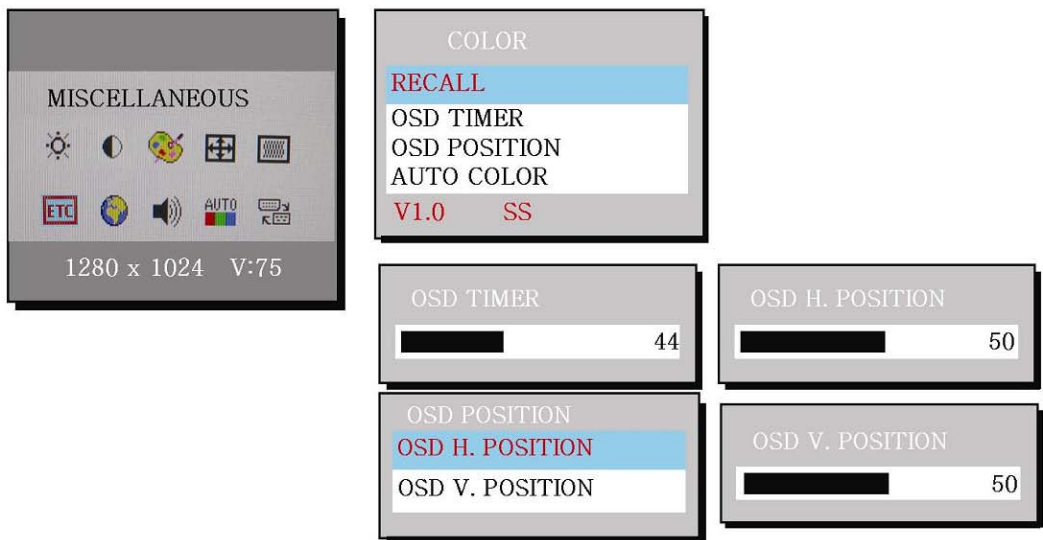 MISCELLANEOUS
AUTO
ETC
1280 x 1024 V:75
COLOR
RECALL
OSD TIMER
OSD POSITION
AUTO COLOR
V1.0 SS
OSD TIMER
44
OSD H. POSITION
50
OSD POSITION
OSD H. POSITION
OSD V. POSITION
OSD V. POSITION
50